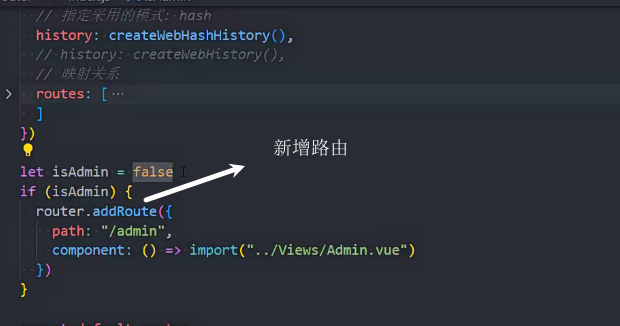 // 指定采用的模式: hash
history: createWebHashHistory(),
// history: createWebHistory(),
// 映射关系
routes: [ ⋯
]
})
新增路由
let isAdmin = false
if (isAdmin) {
router.addRoute({
path: "/admin",
component: () => import("../Views/Admin.vue")
})
}